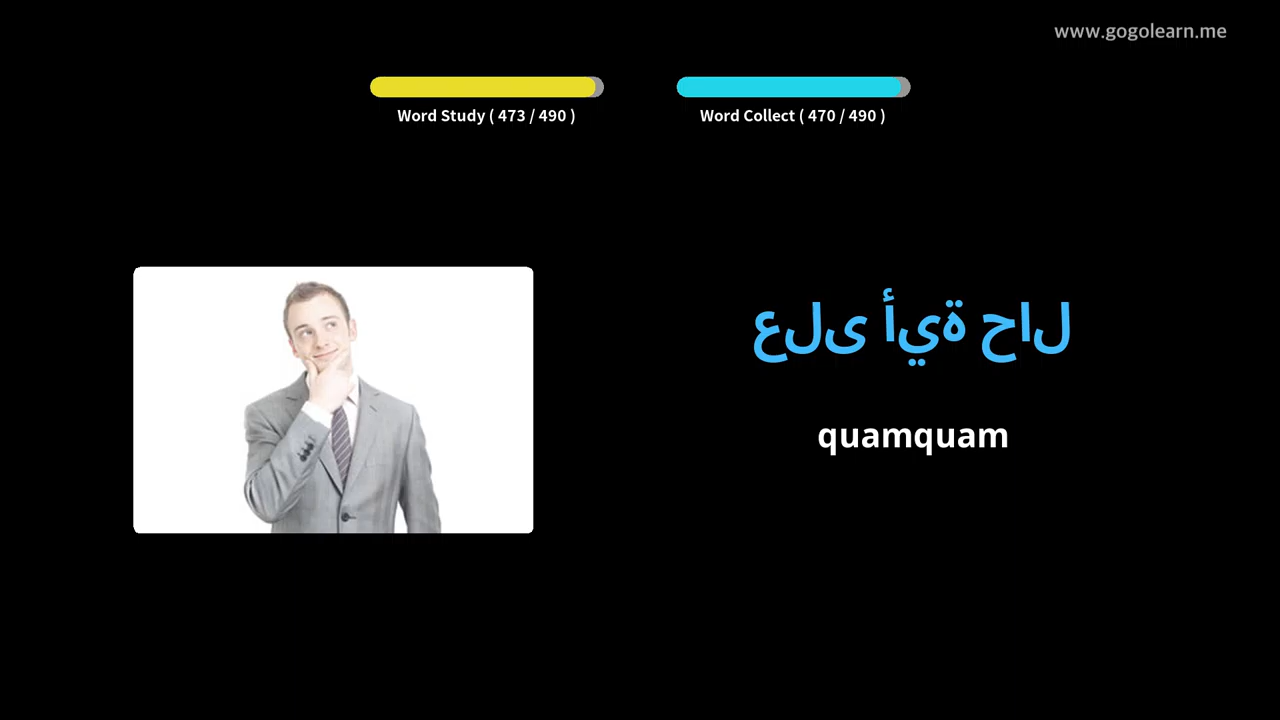 www.gogolearn.me
Word Study ( 473 / 490 )
Word Collect ( 470 / 490 )
على أية حال
quamquam